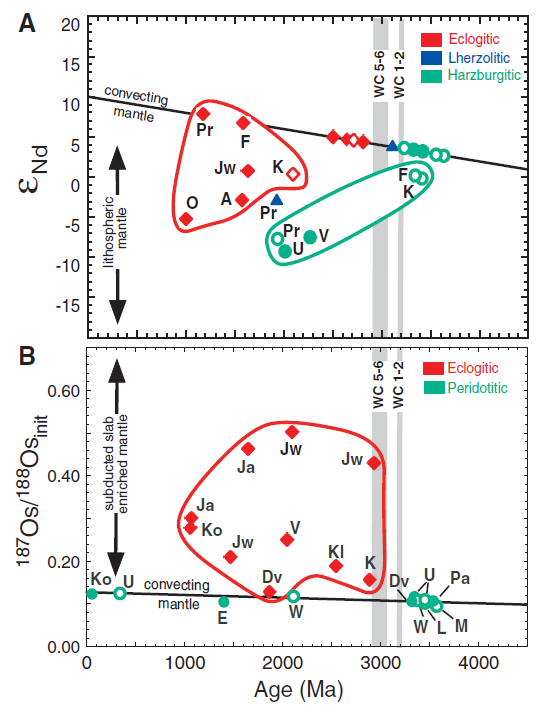 A
20
15
10
5
0
-5
-10
-15
εNd
WC 5-6
WC 1-2
Eclogitic
Lherzolitic
Harzburgitic
convecting
mantle
lithospheric
mantle
Pr
F
Jw
K
O
A
Pr
F
K
Pr
U
V
B
0.60
0.40
0.20
0.00
187Os/188Osinit
WC 5-6
WC 1-2
Eclogitic
Peridotitic
subducted slab
enriched mantle
Ja
Jw
Jw
Ja
Ko
Jw
V
Kl
K
Dv
Ko
U
convecting
mantle
E
W
Dv
U
Pa
W
L
M
0
1000
2000
3000
4000
Age (Ma)